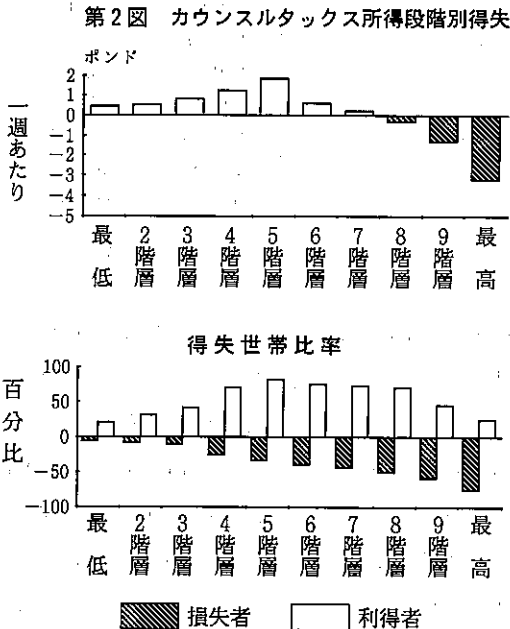 第2図 カウンスルタックス所得段階別得失
ポンド
一週あたり
2
1
0
−1
−2
−3
−4
−5
最低
2階層
3階層
4階層
5階層
6階層
7階層
8階層
9階層
最高
得失世帯比率
百分比
100
50
0
−50
−100
最低
2階層
3階層
4階層
5階層
6階層
7階層
8階層
9階層
最高
損失者 利得者